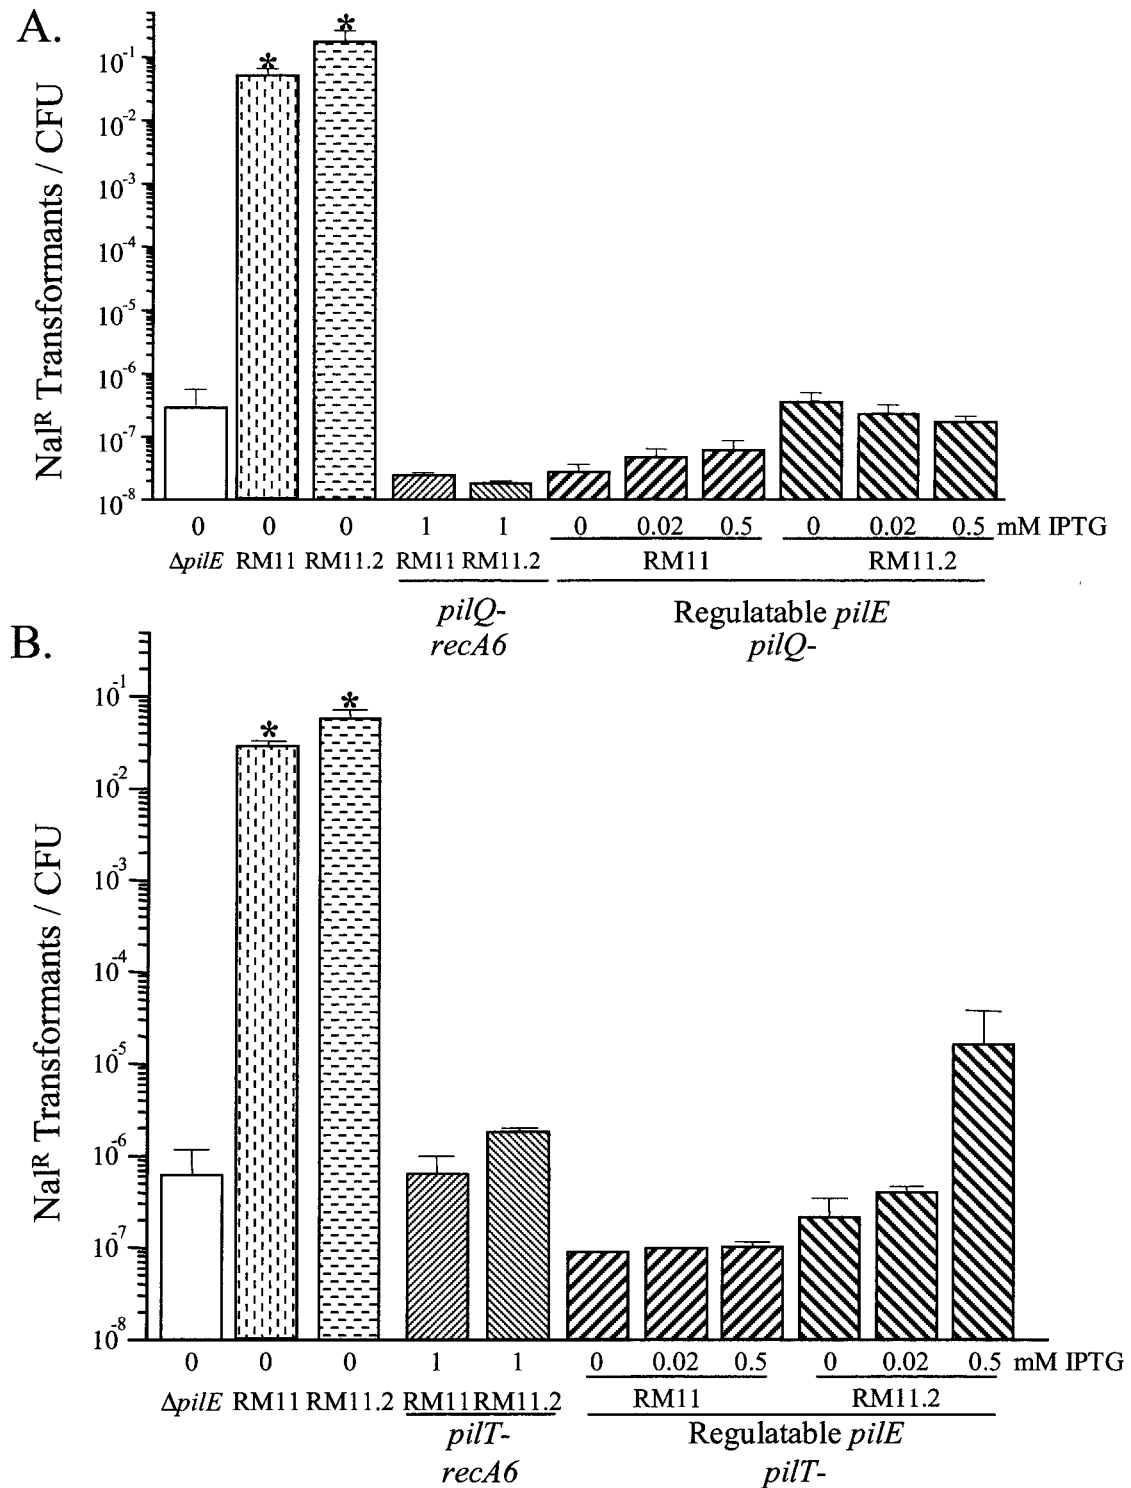 A.
Nalᴿ Transformants / CFU
10⁻¹
10⁻²
10⁻³
10⁻⁴
10⁻⁵
10⁻⁶
10⁻⁷
10⁻⁸
* *
0 0 0 1 1 0 0.02 0.5 0 0.02 0.5 mM IPTG
ΔpilE RM11 RM11.2 RM11 RM11.2 RM11 RM11.2
pilQ- Regulatable pilE
recA6 pilQ-
B.
Nalᴿ Transformants / CFU
10⁻¹
10⁻²
10⁻³
10⁻⁴
10⁻⁵
10⁻⁶
10⁻⁷
10⁻⁸
* *
0 0 0 1 1 0 0.02 0.5 0 0.02 0.5 mM IPTG
ΔpilE RM11 RM11.2 RM11 RM11.2 RM11 RM11.2
pilT- Regulatable pilE
recA6 pilT-